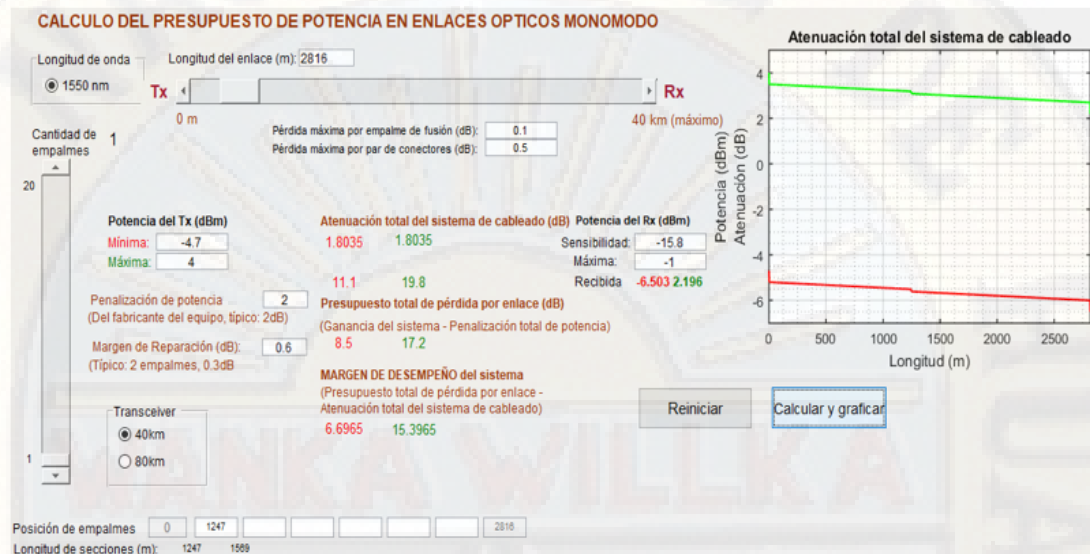 CALCULO DEL PRESUPUESTO DE POTENCIA EN ENLACES OPTICOS MONOMODO
Longitud de onda
1550 nm
Longitud del enlace (m): 2816
Tx
Rx
0 m
40 km (máximo)
Cantidad de empalmes
1
20
1
Pérdida máxima por empalme de fusión (dB): 0.1
Pérdida máxima por par de conectores (dB): 0.5
Potencia del Tx (dBm)
Mínima: -4.7
Máxima: 4
Atenuación total del sistema de cableado (dB)
1.8035 1.8035
11.1 19.8
Potencia del Rx (dBm)
Sensibilidad: -15.8
Máxima: -1
Recibida -6.503 2.196
Penalización de potencia 2
(Del fabricante del equipo, típico: 2dB)
Margen de Reparación (dB): 0.6
(Típico: 2 empalmes, 0.3dB
Presupuesto total de pérdida por enlace (dB)
(Ganancia del sistema - Penalización total de potencia)
8.5 17.2
MARGEN DE DESEMPEÑO del sistema
(Presupuesto total de pérdida por enlace -
Atenuación total del sistema de cableado)
6.6965 15.3965
Transceiver
40km
80km
Reiniciar
Calcular y graficar
Posición de empalmes 0 1247 2816
Longitud de secciones (m): 1247 1569
Atenuación total del sistema de cableado
Potencia (dBm)
Atenuación (dB)
4
2
0
-2
-4
-6
0 500 1000 1500 2000 2500
Longitud (m)
WANKA WILLKA